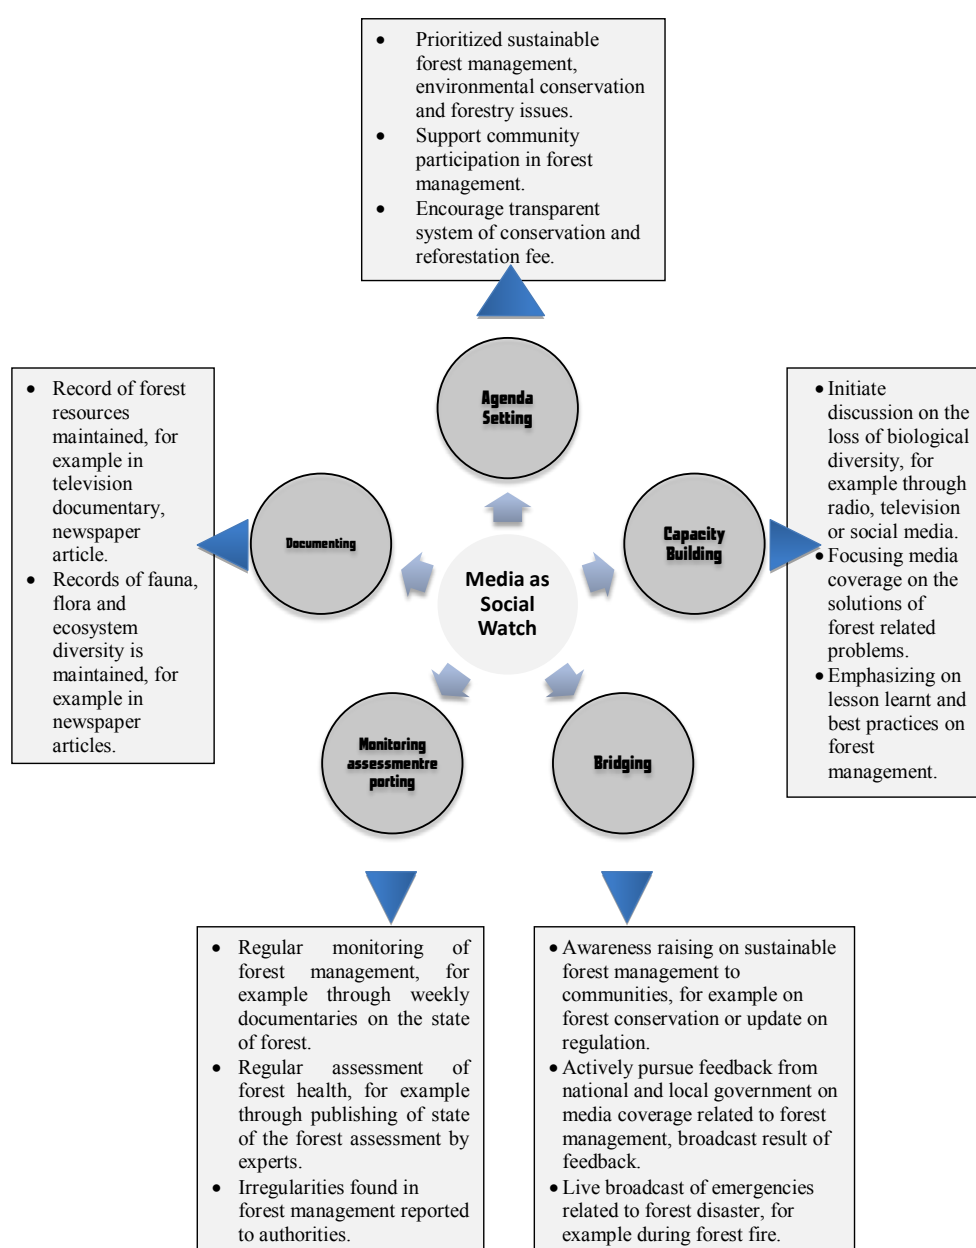 • Prioritized sustainable
forest management,
environmental conservation
and forestry issues.
• Support community
participation in forest
management.
• Encourage transparent
system of conservation and
reforestation fee.
Agenda
Setting
• Record of forest
resources
maintained, for
example in
television
documentary,
newspaper
article.
• Records of fauna,
flora and
ecosystem
diversity is
maintained, for
example in
newspaper
articles.
Documenting
Capacity
Building
• Initiate
discussion on the
loss of biological
diversity, for
example through
radio, television
or social media.
• Focusing media
coverage on the
solutions of
forest related
problems.
• Emphasizing on
lesson learnt and
best practices on
forest
management.
Media as
Social
Watch
Monitoring
assessmentre
porting
Bridging
• Regular monitoring of
forest management, for
example through weekly
documentaries on the state
of forest.
• Regular assessment of
forest health, for example
through publishing of state
of the forest assessment by
experts.
• Irregularities found in
forest management reported
to authorities.
• Awareness raising on sustainable
forest management to
communities, for example on
forest conservation or update on
regulation.
• Actively pursue feedback from
national and local government on
media coverage related to forest
management, broadcast result of
feedback.
• Live broadcast of emergencies
related to forest disaster, for
example during forest fire.